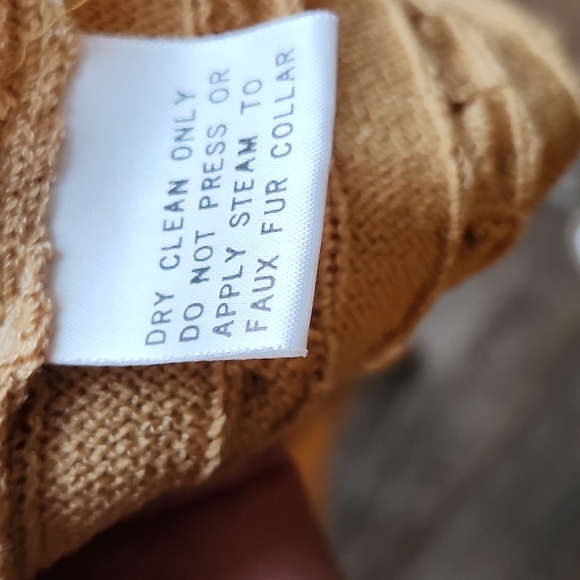 DRY CLEAN ONLY
DO NOT PRESS OR
APPLY STEAM TO
FAUX FUR COLLAR